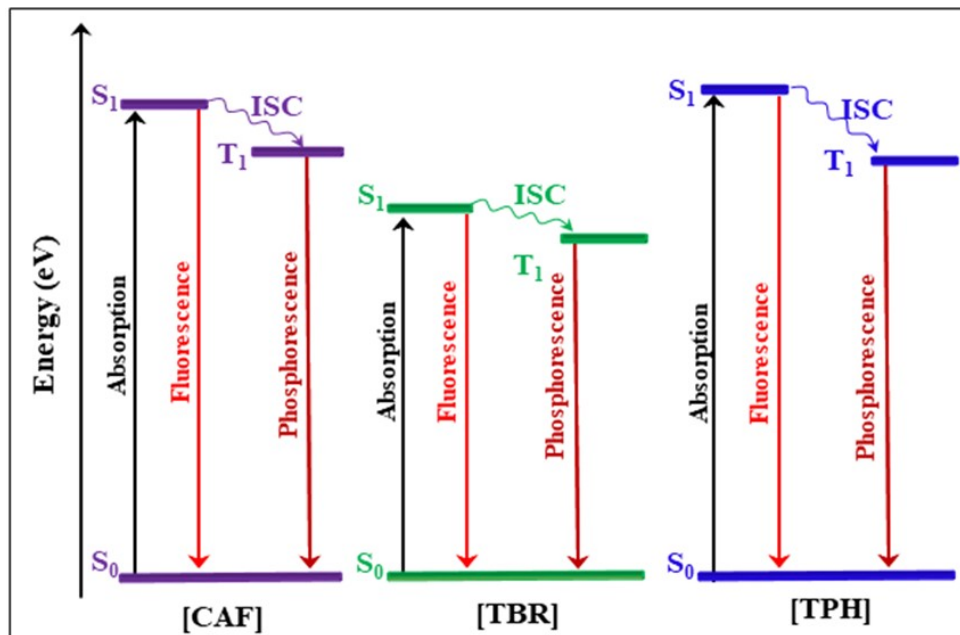 Energy (eV)
S₁
ISC
T₁
Absorption
Fluorescence
Phosphorescence
S₀
[CAF]
S₁
ISC
T₁
Absorption
Fluorescence
Phosphorescence
S₀
[TBR]
S₁
ISC
T₁
Absorption
Fluorescence
Phosphorescence
S₀
[TPH]